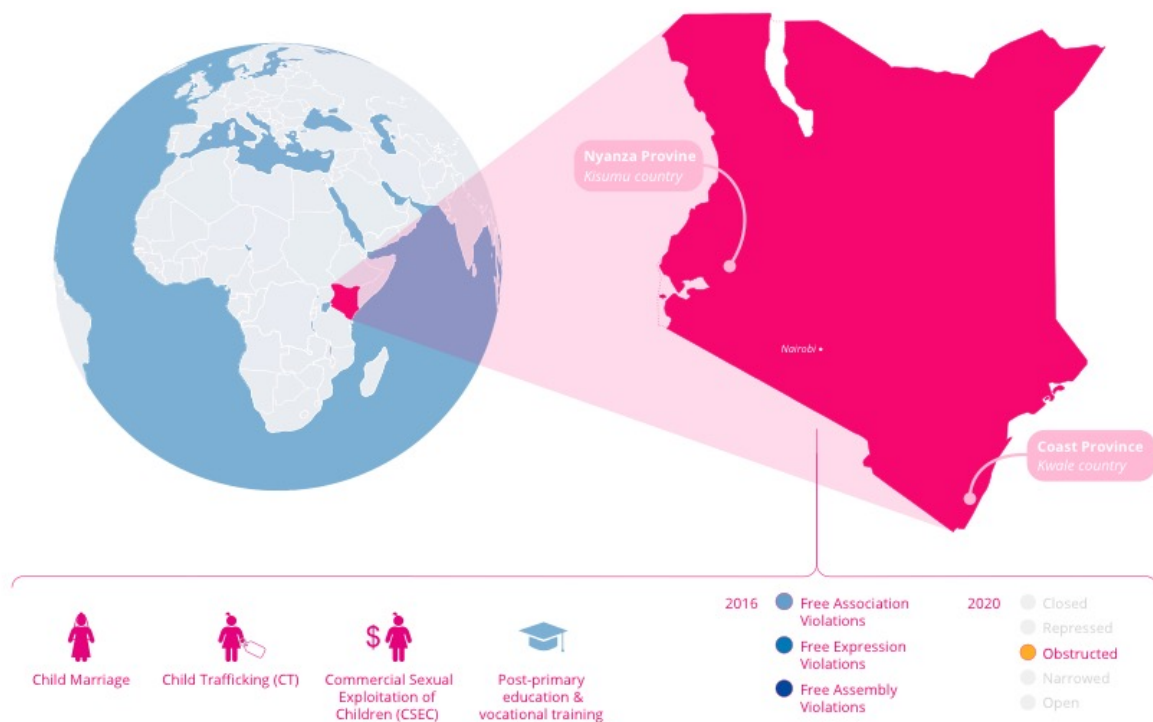 Nyanza Provine
Kisumu country
Nairobi
Coast Province
Kwale country
$
Child Marriage
Child Trafficking (CT)
Commercial Sexual
Exploitation of
Children (CSEC)
Post-primary
education &
vocational training
2016
Free Association
Violations
Free Expression
Violations
Free Assembly
Violations
2020
Closed
Repressed
Obstructed
Narrowed
Open